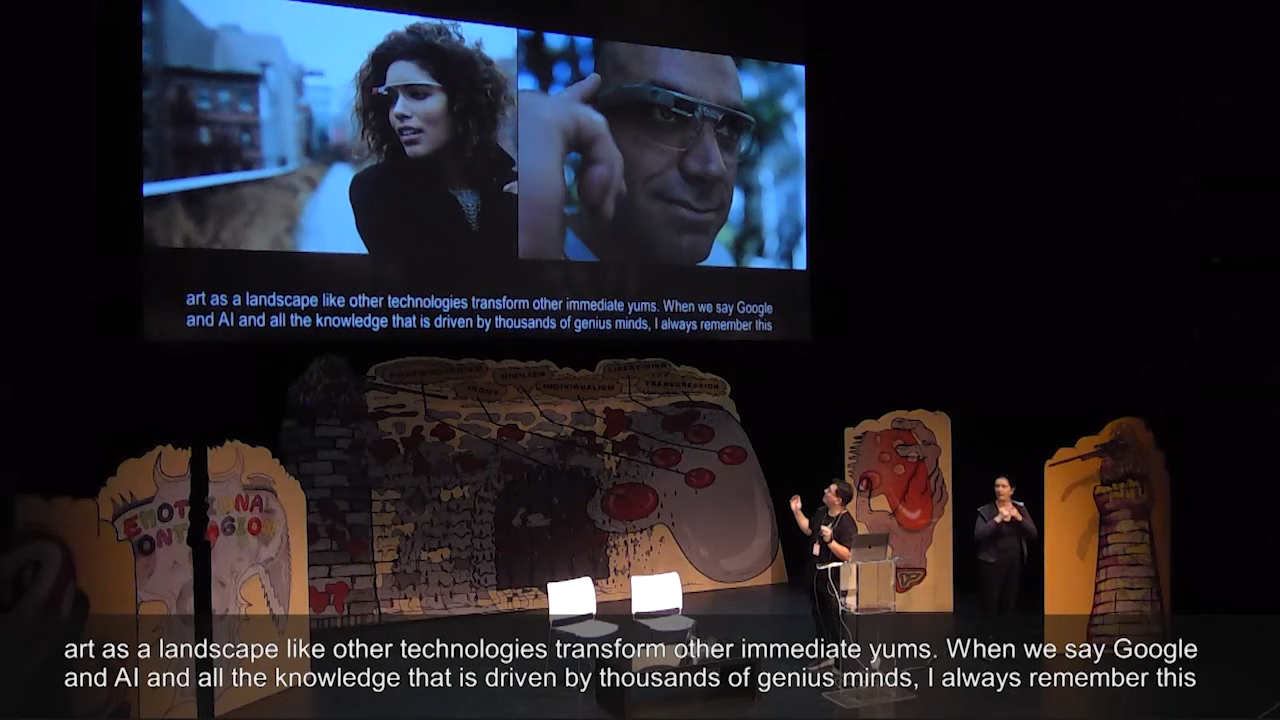 art as a landscape like other technologies transform other immediate yums. When we say Google
and AI and all the knowledge that is driven by thousands of genius minds, I always remember this
NIHILISM
LIBERTINISM
IRONY
INDIVIDUALISM
TRANSGRESSION
EMOTIONAL
CONTAGION
art as a landscape like other technologies transform other immediate yums. When we say Google
and AI and all the knowledge that is driven by thousands of genius minds, I always remember this